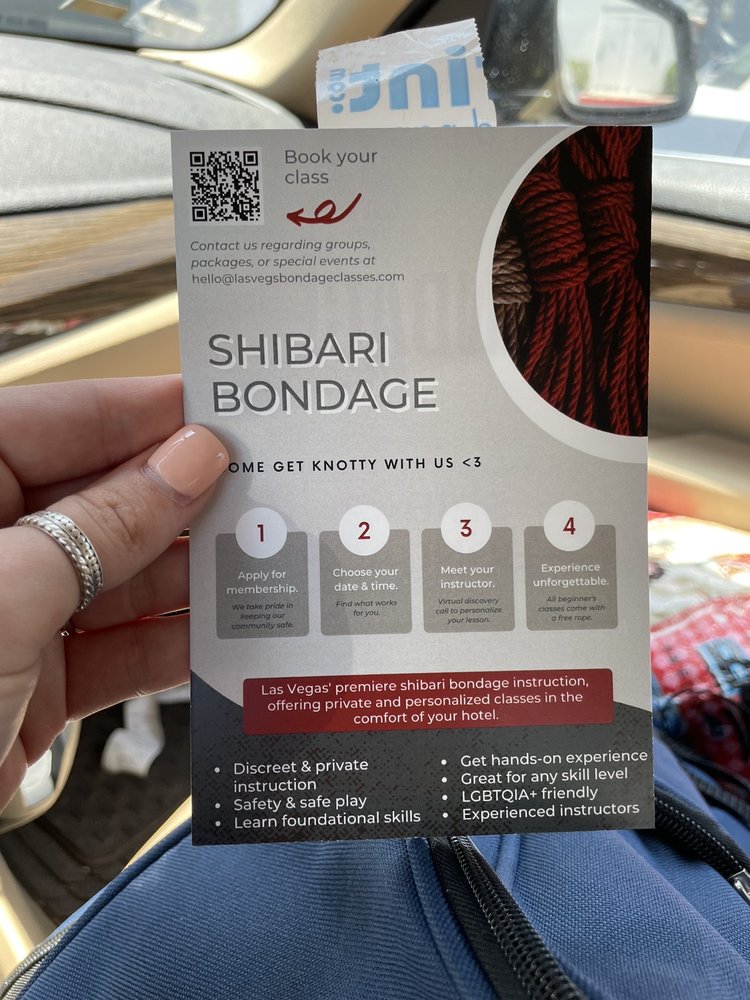 Book your
class
Contact us regarding groups,
packages, or special events at
hello@lasvegsbondageclasses.com
SHIBARI
BONDAGE
OME GET KNOTTY WITH US <3
1
Apply for
membership.
We take pride in
keeping our
community safe.
2
Choose your
date & time.
Find what works
for you.
3
Meet your
instructor.
Virtual discovery
call to personalize
your lesson.
4
Experience
unforgettable.
All beginner's
classes come with
a free rope.
Las Vegas' premiere shibari bondage instruction,
offering private and personalized classes in the
comfort of your hotel.
• Discreet & private
instruction
• Safety & safe play
• Learn foundational skills
• Get hands-on experience
• Great for any skill level
• LGBTQIA+ friendly
• Experienced instructors